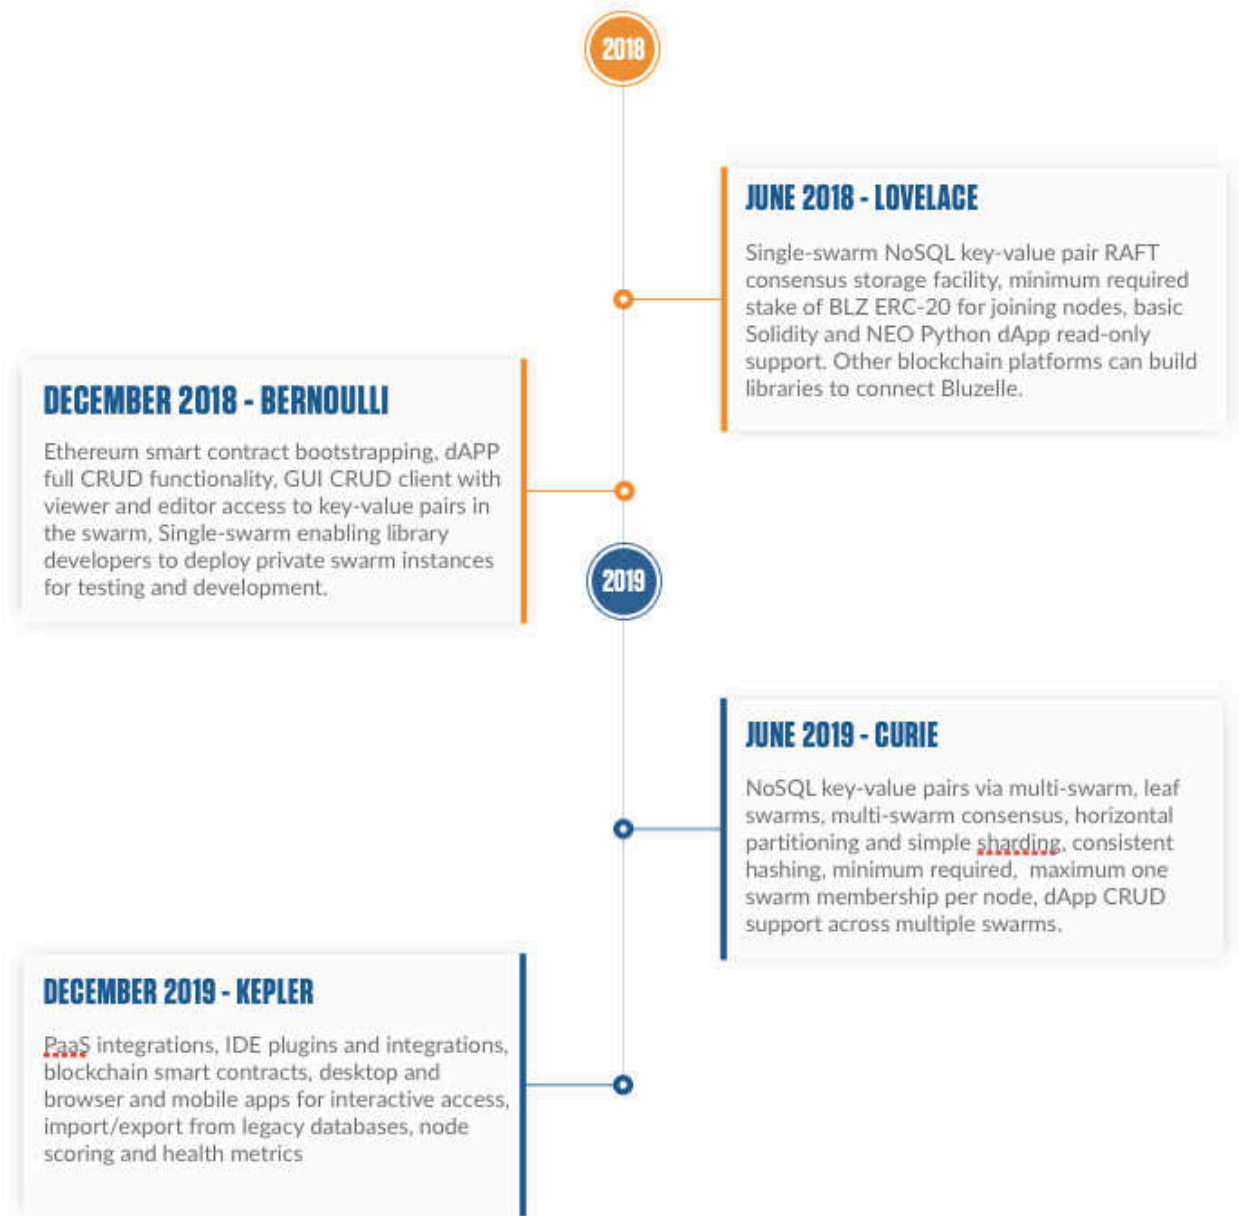 2018
JUNE 2018 - LOVELACE
Single-swarm NoSQL key-value pair RAFT
consensus storage facility, minimum required
stake of BLZ ERC-20 for joining nodes, basic
Solidity and NEO Python dApp read-only
support. Other blockchain platforms can build
libraries to connect Bluzelle.
DECEMBER 2018 - BERNOULLI
Ethereum smart contract bootstrapping, dAPP
full CRUD functionality, GUI CRUD client with
viewer and editor access to key-value pairs in
the swarm, Single-swarm enabling library
developers to deploy private swarm instances
for testing and development.
2019
JUNE 2019 - CURIE
NoSQL key-value pairs via multi-swarm, leaf
swarms, multi-swarm consensus, horizontal
partitioning and simple sharding, consistent
hashing, minimum required,  maximum one
swarm membership per node, dApp CRUD
support across multiple swarms.
DECEMBER 2019 - KEPLER
PaaS integrations, IDE plugins and integrations,
blockchain smart contracts, desktop and
browser and mobile apps for interactive access,
import/export from legacy databases, node
scoring and health metrics